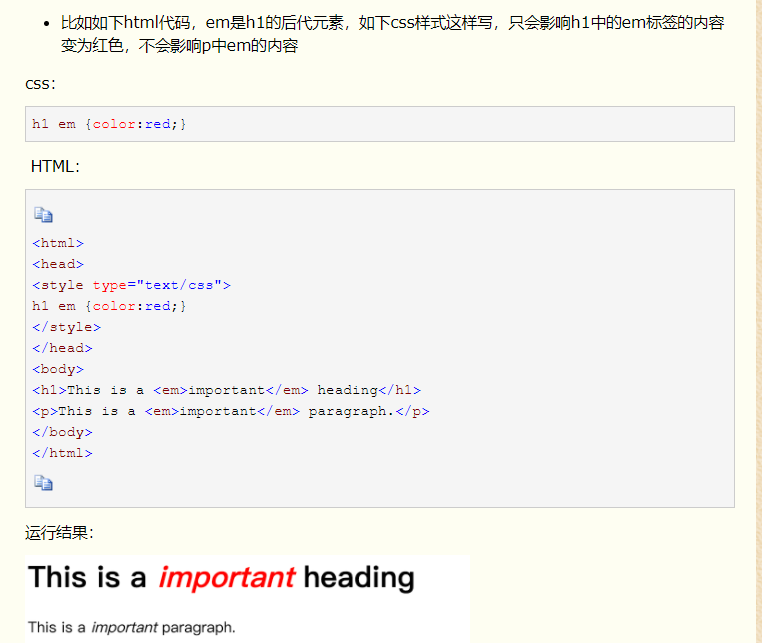 比如如下html代码，em是h1的后代元素，如下css样式这样写，只会影响h1中的em标签的内容
变为红色，不会影响p中em的内容
css：
h1 em {color:red;}
HTML：
<html>
<head>
<style type="text/css">
h1 em {color:red;}
</style>
</head>
<body>
<h1>This is a <em>important</em> heading</h1>
<p>This is a <em>important</em> paragraph.</p>
</body>
</html>
运行结果：
This is a important heading
This is a important paragraph.